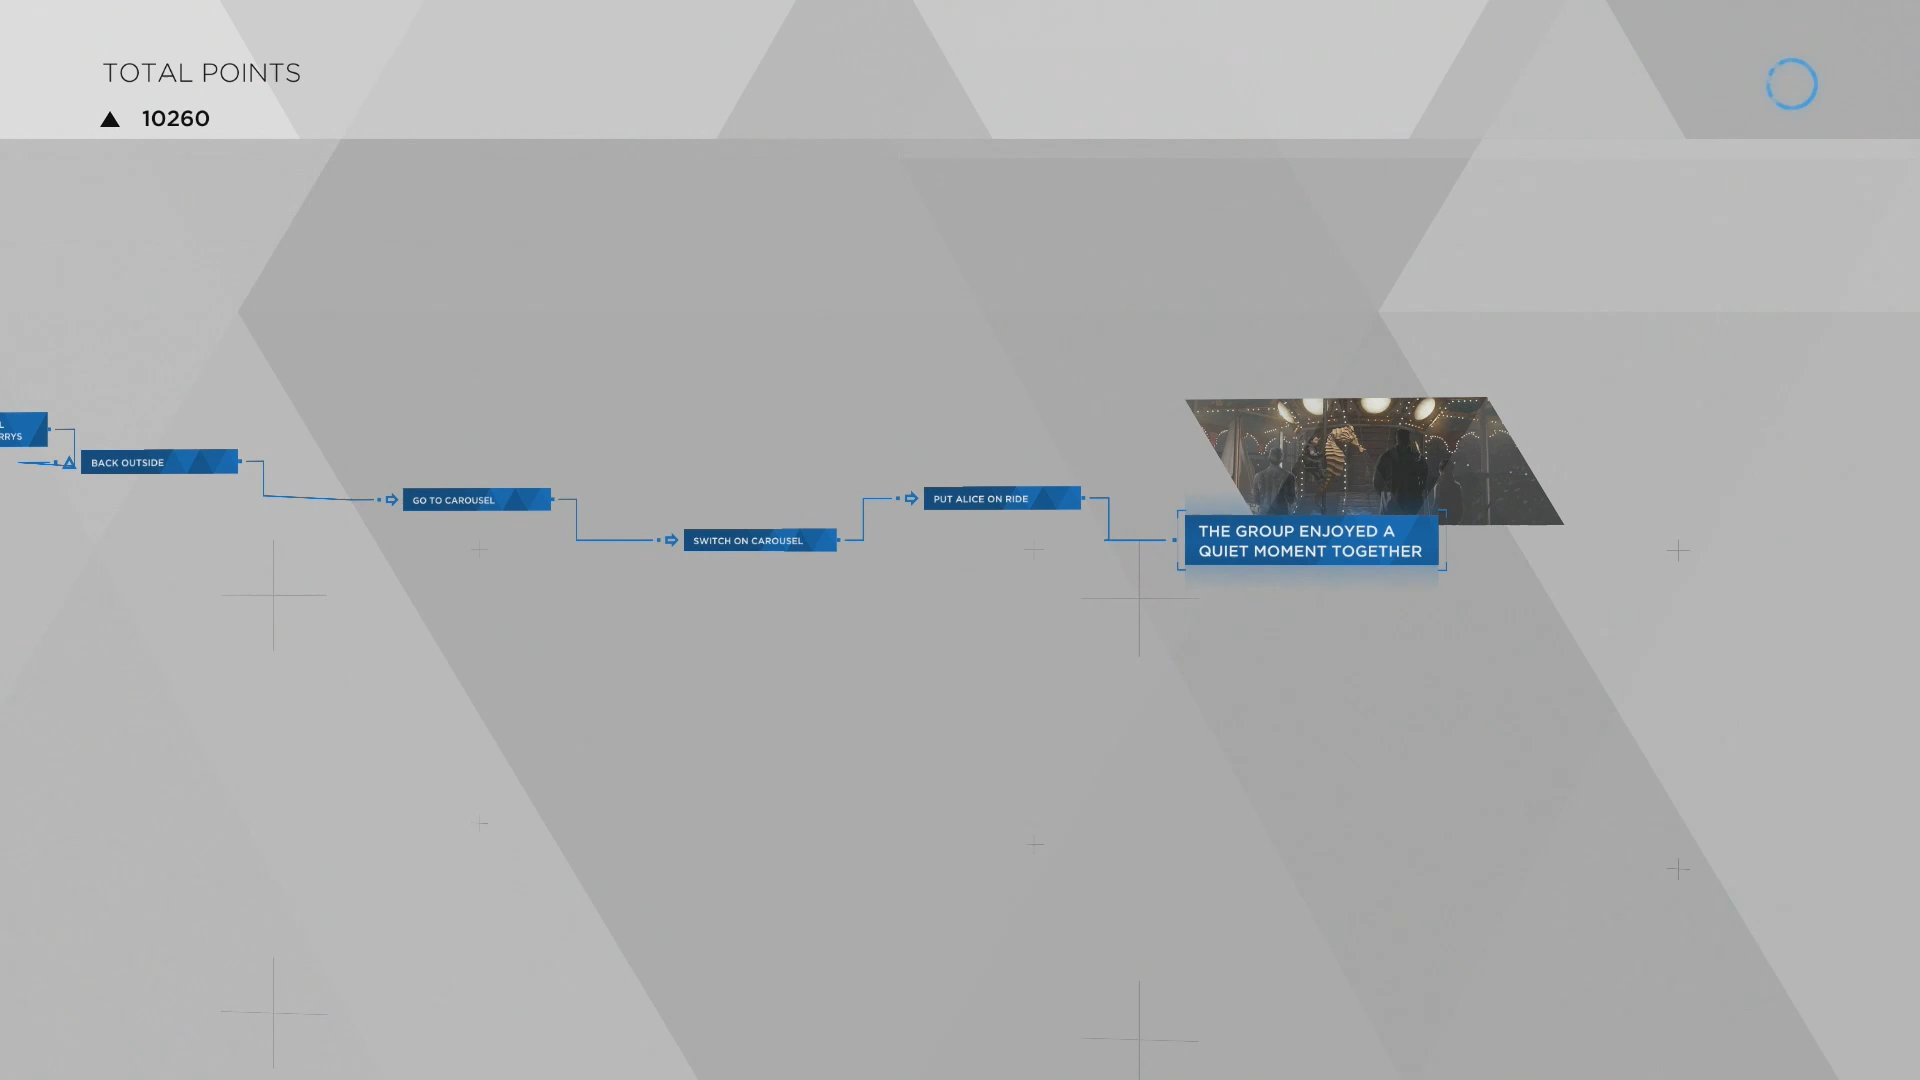 TOTAL POINTS
10260
L
RRYS
BACK OUTSIDE
GO TO CAROUSEL
SWITCH ON CAROUSEL
PUT ALICE ON RIDE
THE GROUP ENJOYED A
QUIET MOMENT TOGETHER